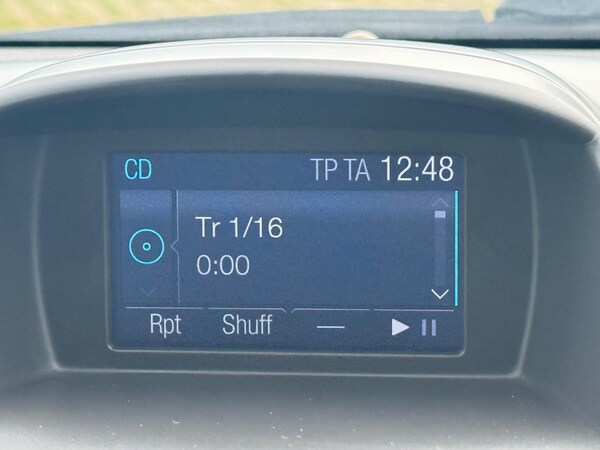 CD TP TA 12:48
Tr 1/16
0:00
Rpt Shuff —